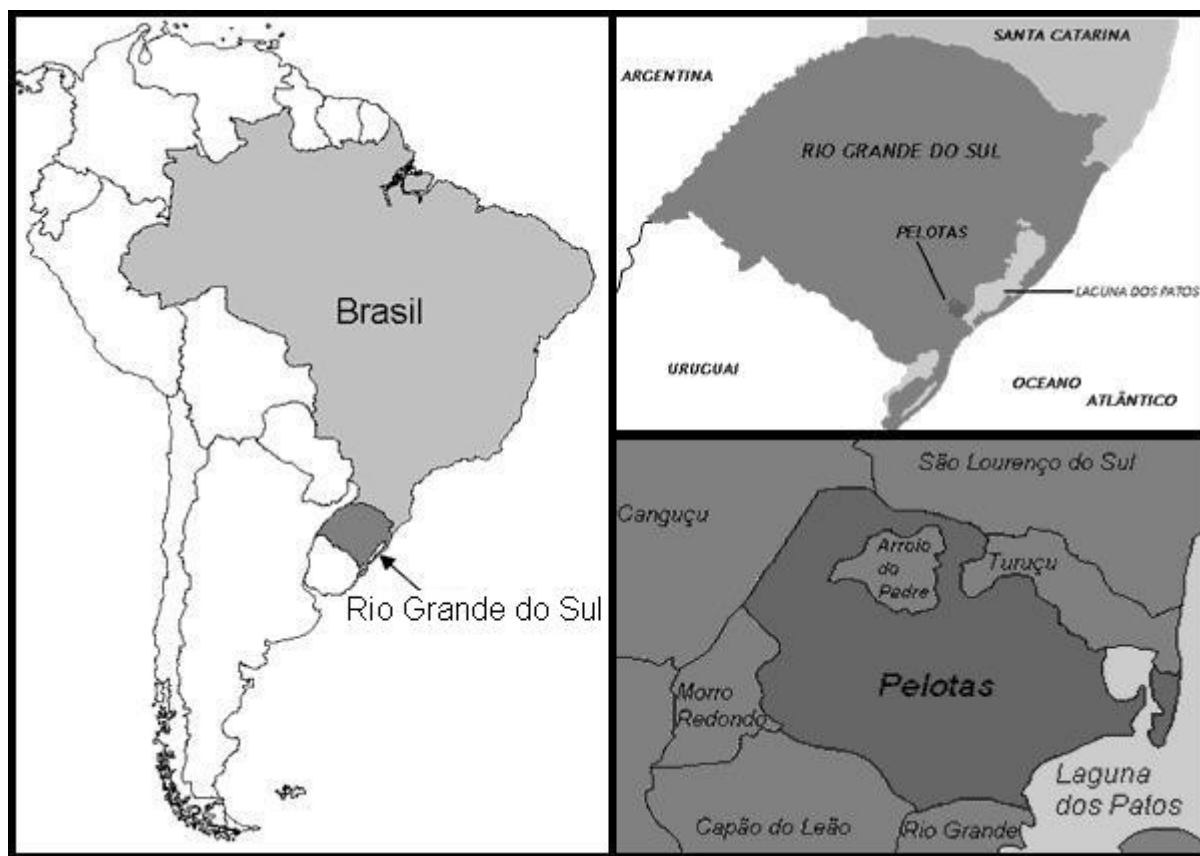 Brasil
Rio Grande do Sul
SANTA CATARINA
ARGENTINA
RIO GRANDE DO SUL
PELOTAS
LAGUNA DOS PATOS
URUGUAI
OCEANO
ATLÂNTICO
São Lourenço do Sul
Canguçu
Arroio
do
Padre
Turuçu
Pelotas
Morro
Redondo
Laguna
dos Patos
Capão do Leão
Rio Grande